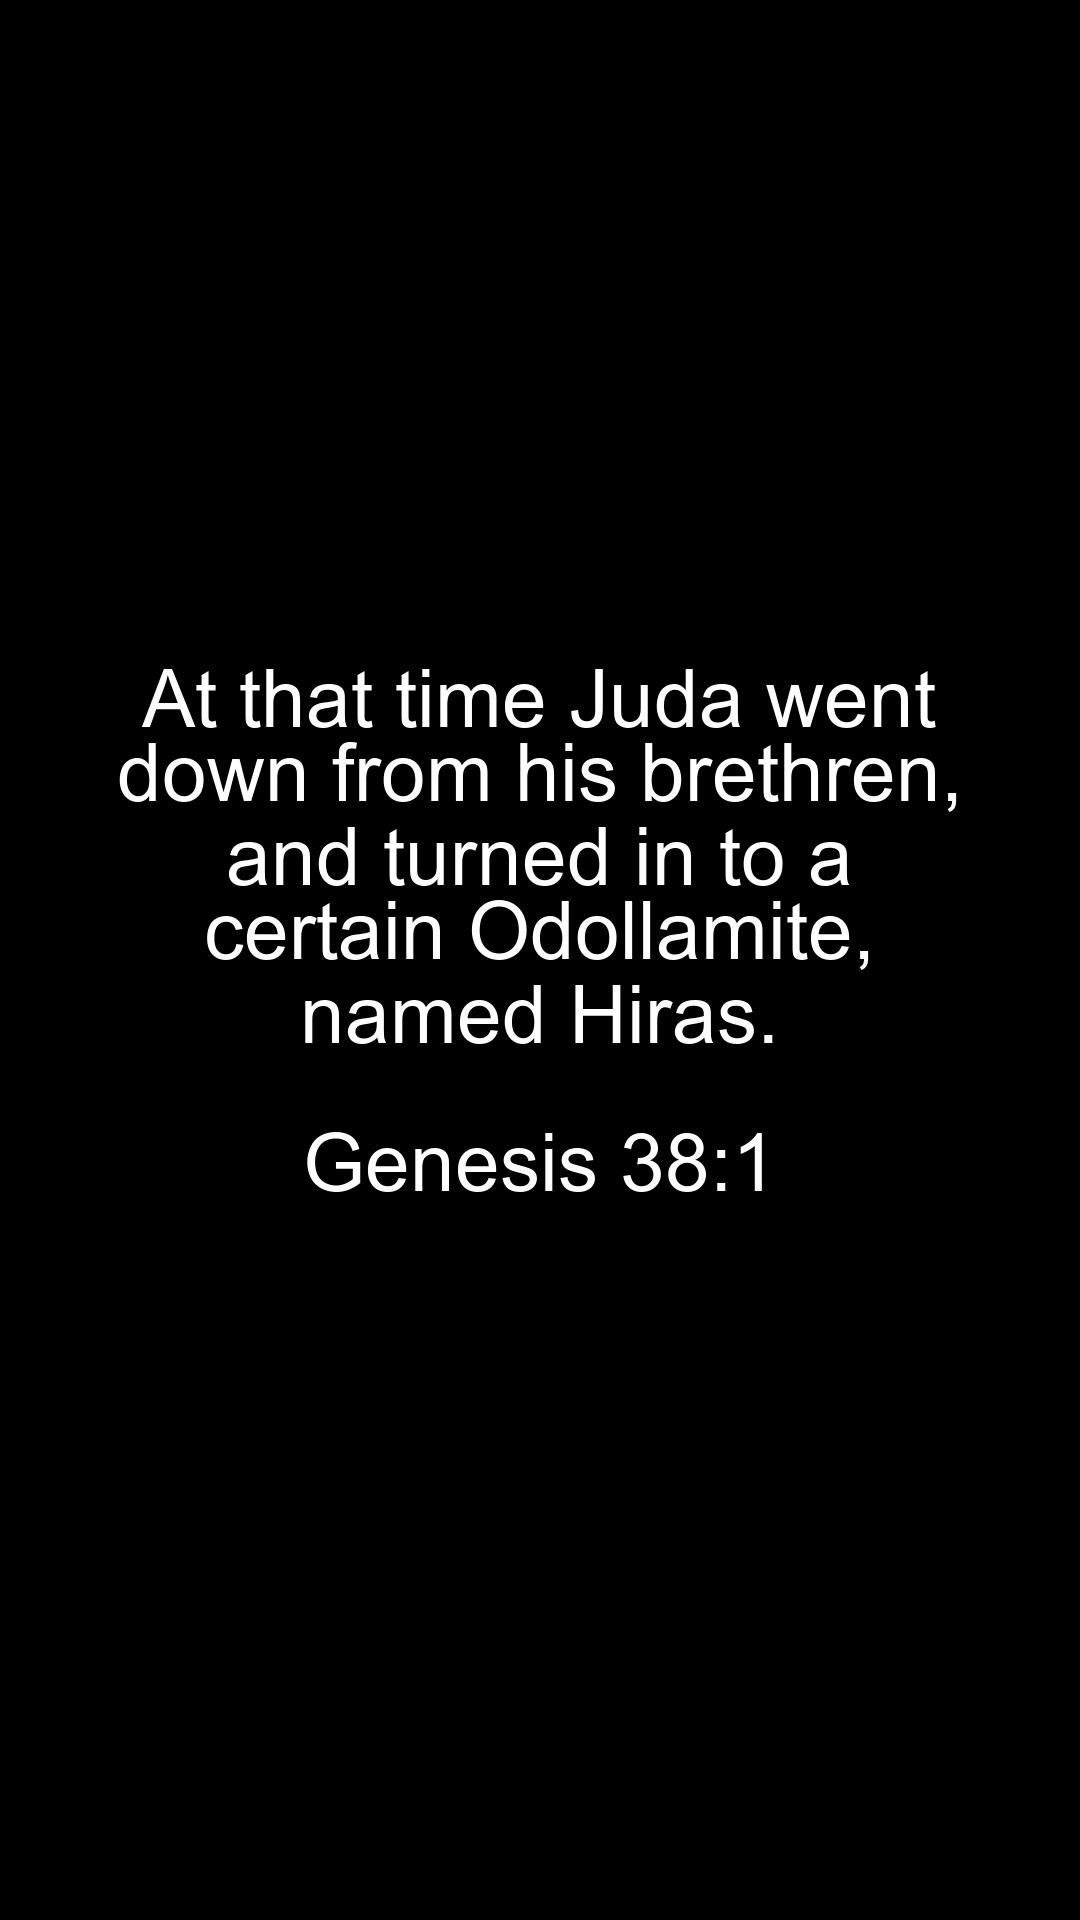 At that time Juda went
down from his brethren,
and turned in to a
certain Odollamite,
named Hiras.
Genesis 38:1